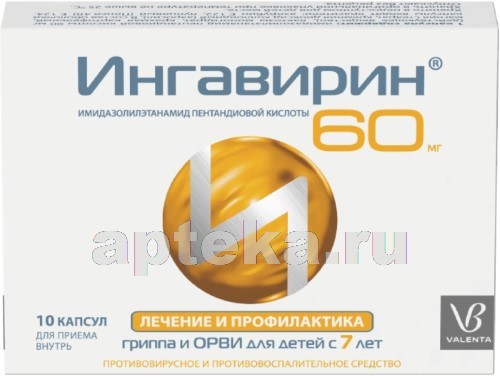 ИНГАВИРИН®
ИМИДАЗОЛИЛЭТАНАМИД ПЕНТАНДИОВОЙ КИСЛОТЫ
60 МГ
И
apteka.ru
10 КАПСУЛ
ДЛЯ ПРИЕМА
ВНУТРЬ
ЛЕЧЕНИЕ И ПРОФИЛАКТИКА
ГРИППА И ОРВИ ДЛЯ ДЕТЕЙ С 7 ЛЕТ
ПРОТИВОВИРУСНОЕ И ПРОТИВОВОСПАЛИТЕЛЬНОЕ СРЕДСТВО
VALENTA